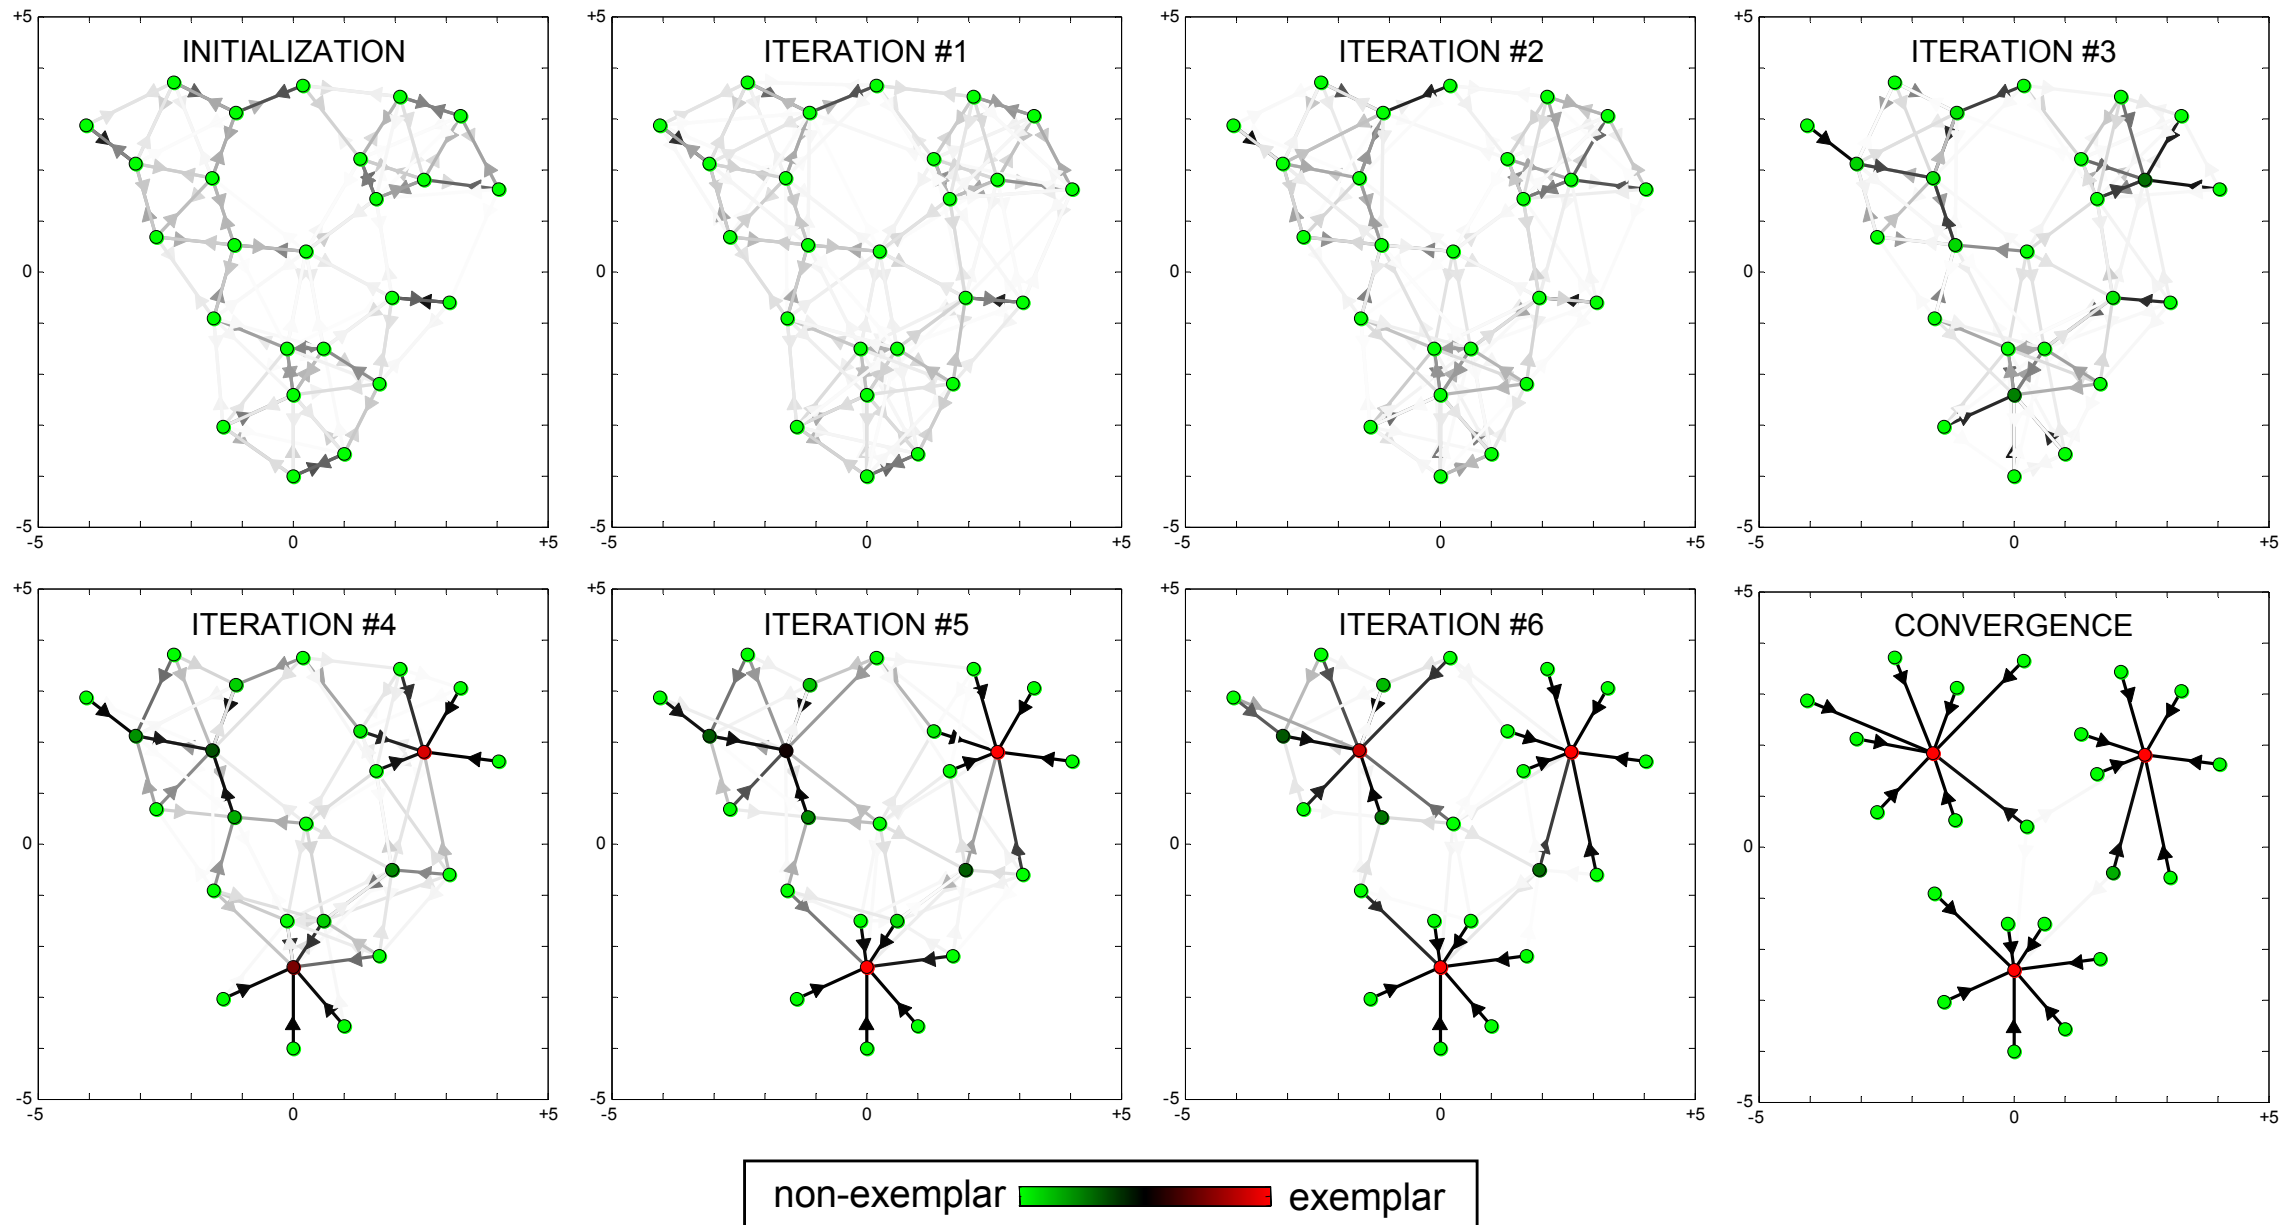 +5
INITIALIZATION
0
-5
-5 0 +5
+5
ITERATION #1
0
-5
-5 0 +5
+5
ITERATION #2
0
-5
-5 0 +5
+5
ITERATION #3
0
-5
-5 0 +5
+5
ITERATION #4
0
-5
-5 0 +5
+5
ITERATION #5
0
-5
-5 0 +5
+5
ITERATION #6
0
-5
-5 0 +5
+5
CONVERGENCE
0
-5
-5 0 +5
non-exemplar exemplar